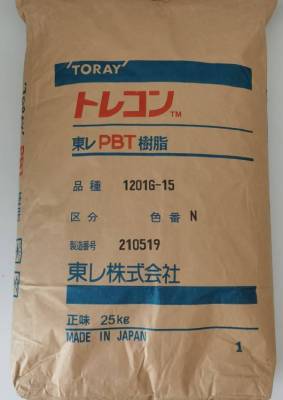 'TORAY'
トレコン™
東レPBT樹脂
品種 1201G-15
区分 色番 N
製造番号 210519
東レ株式会社
正味 25kg
MADE IN JAPAN
1